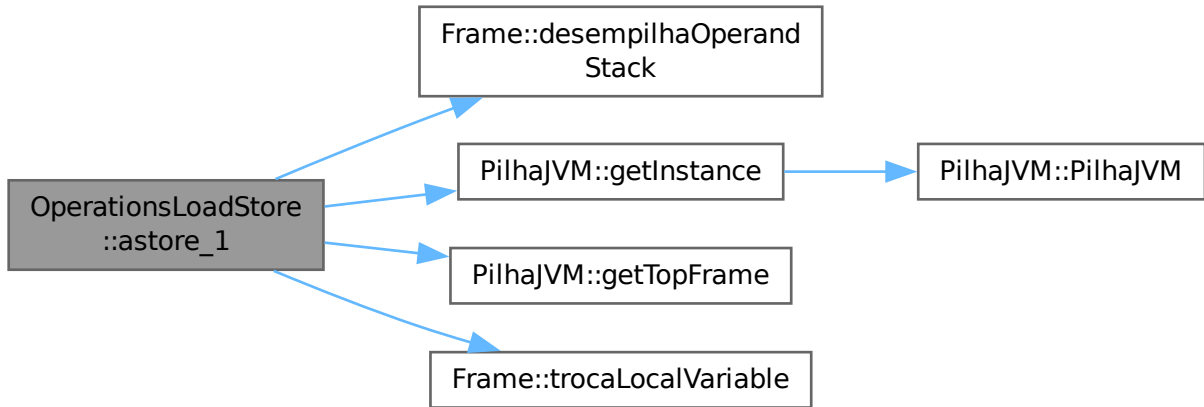 Frame::desempilhaOperand
Stack
PilhaJVM::getInstance
PilhaJVM::PilhaJVM
OperationsLoadStore
::astore_1
PilhaJVM::getTopFrame
Frame::trocaLocalVariable